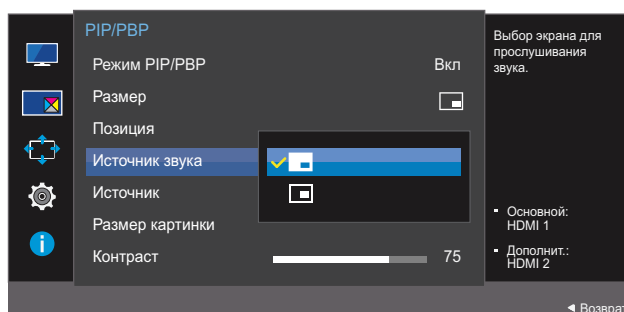 PIP/PBP
Режим PIP/PBP Вкл
Размер
Позиция
Источник звука
Источник
Размер картинки
Контраст 75
Выбор экрана для
прослушивания
звука.
Основной:
HDMI 1
Дополнит.:
HDMI 2
Возврат